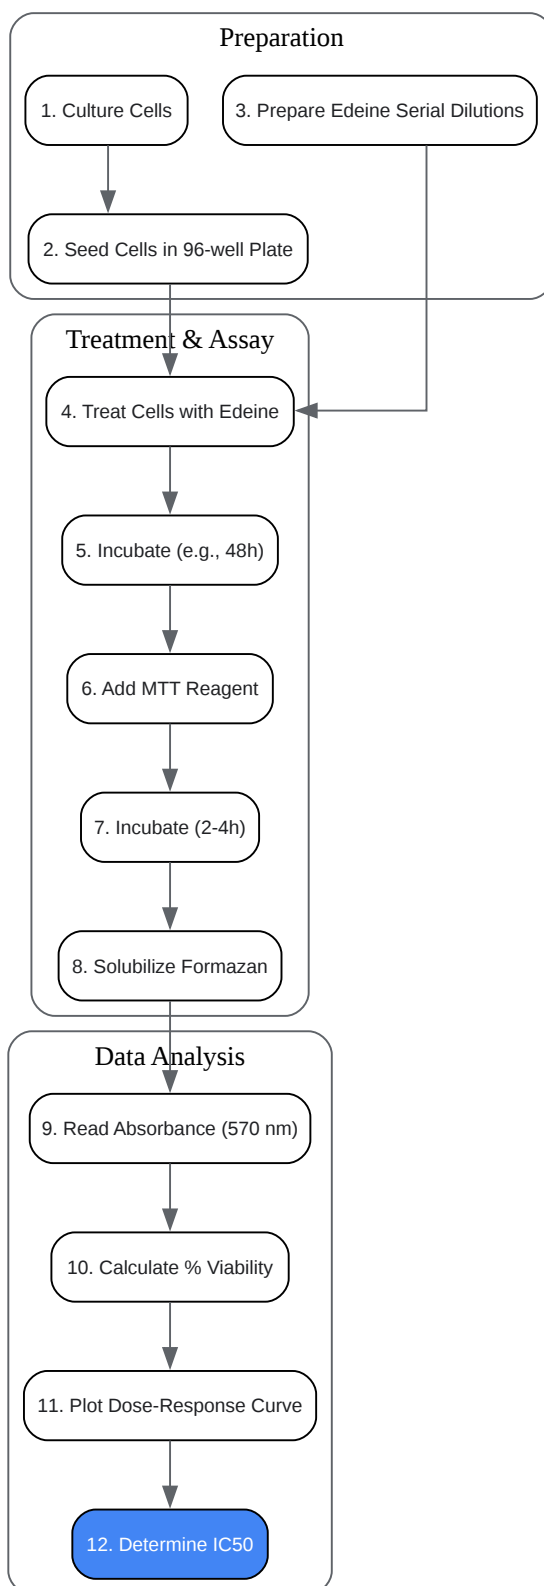 Preparation
1. Culture Cells
3. Prepare Edeine Serial Dilutions
2. Seed Cells in 96-well Plate
Treatment & Assay
4. Treat Cells with Edeine
5. Incubate (e.g., 48h)
6. Add MTT Reagent
7. Incubate (2-4h)
8. Solubilize Formazan
Data Analysis
9. Read Absorbance (570 nm)
10. Calculate % Viability
11. Plot Dose-Response Curve
12. Determine IC50